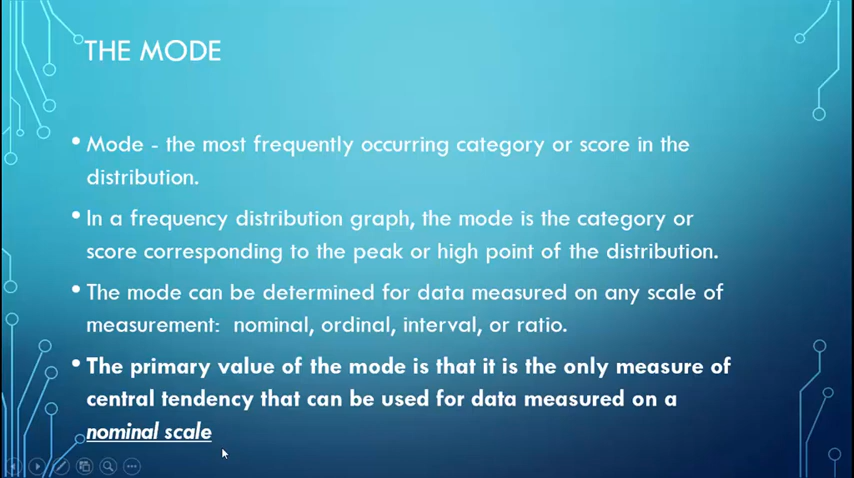 THE MODE
• Mode - the most frequently occurring category or score in the
distribution.
• In a frequency distribution graph, the mode is the category or
score corresponding to the peak or high point of the distribution.
• The mode can be determined for data measured on any scale of
measurement:  nominal, ordinal, interval, or ratio.
• The primary value of the mode is that it is the only measure of
central tendency that can be used for data measured on a
nominal scale